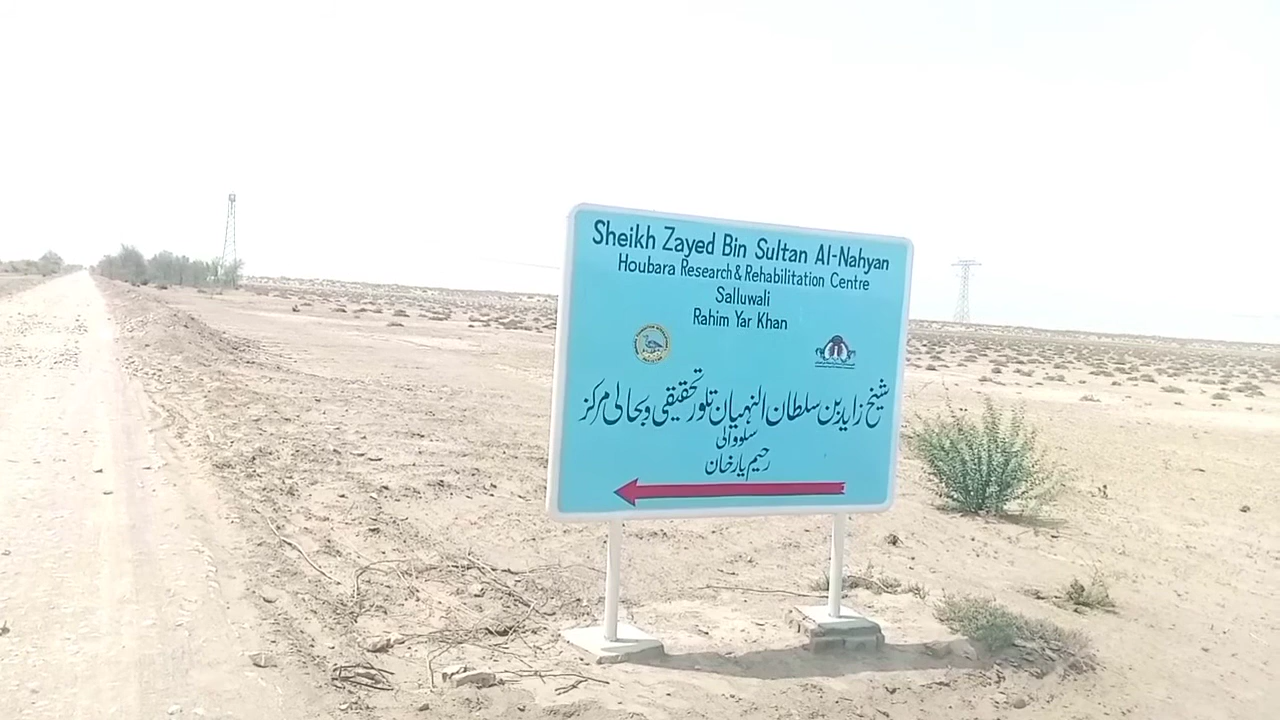 Sheikh Zayed Bin Sultan Al-Nahyan
Houbara Research & Rehabilitation Centre
Salluwali
Rahim Yar Khan
شیخ زاید بن سلطان النہیان تلور تحقیقی و بحالی مرکز
سلووالی
رحیم یار خان